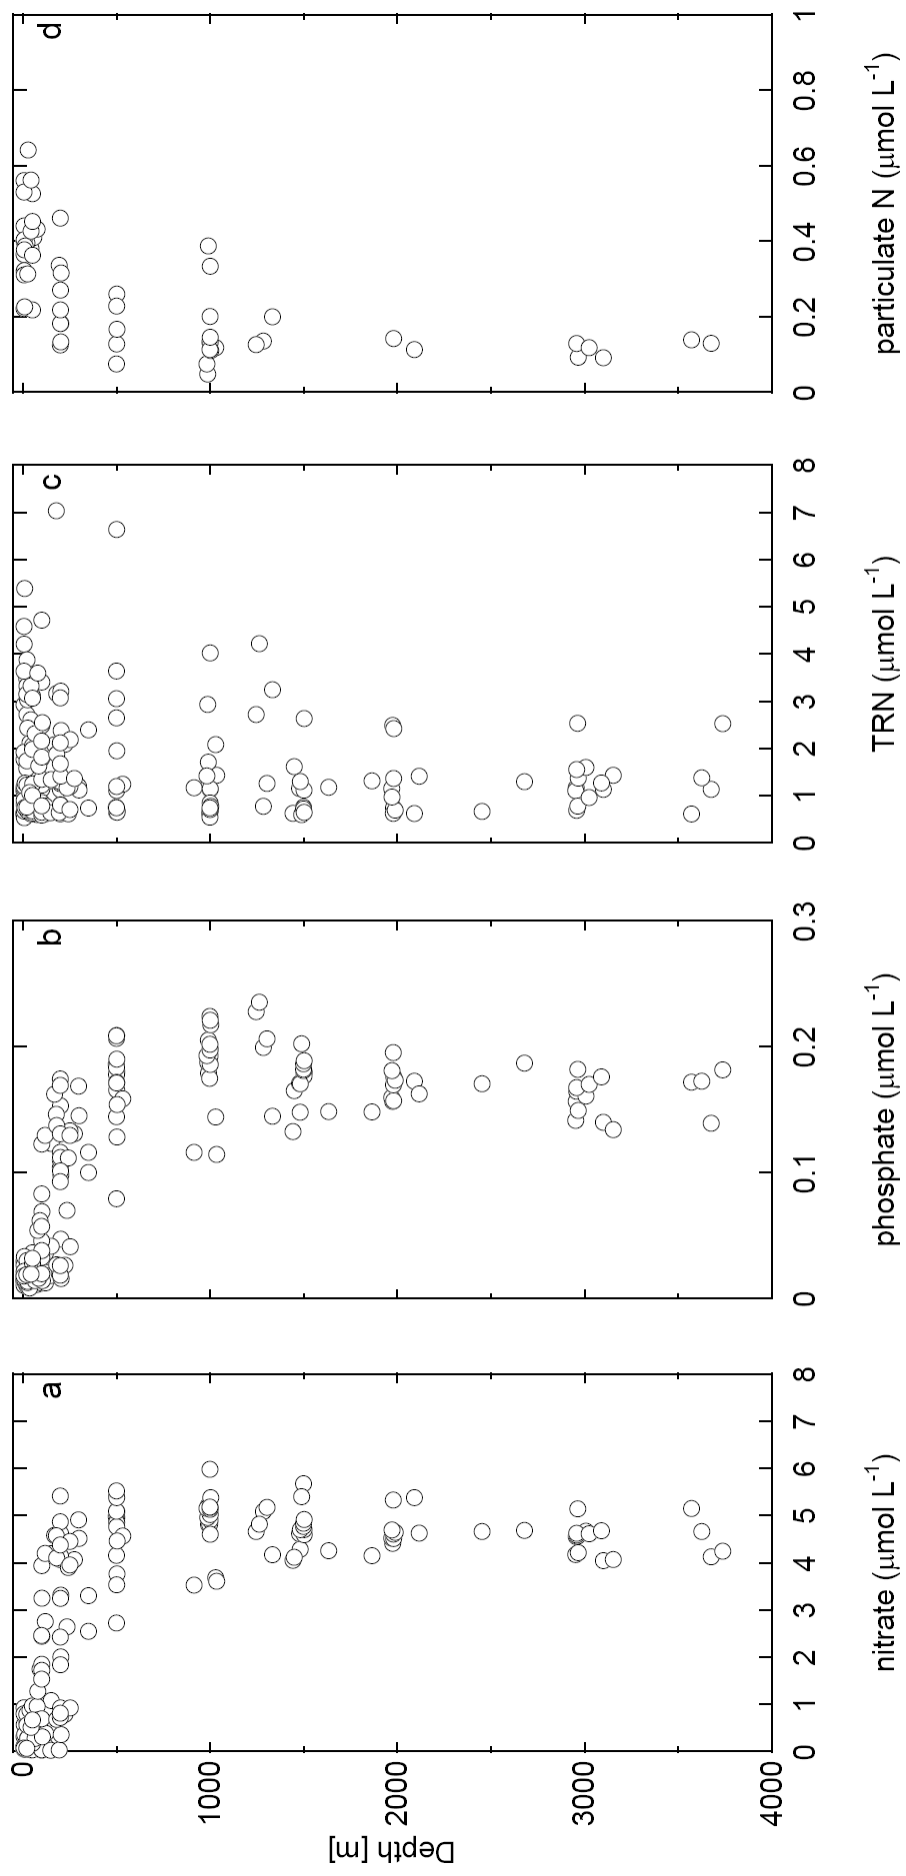 a
b
c
d
Depth [m]
0
1000
2000
3000
4000
0 1 2 3 4 5 6 7 8
nitrate (μmol L⁻¹)
0 0.1 0.2 0.3
phosphate (μmol L⁻¹)
0 1 2 3 4 5 6 7 8
TRN (μmol L⁻¹)
0 0.2 0.4 0.6 0.8 1
particulate N (μmol L⁻¹)